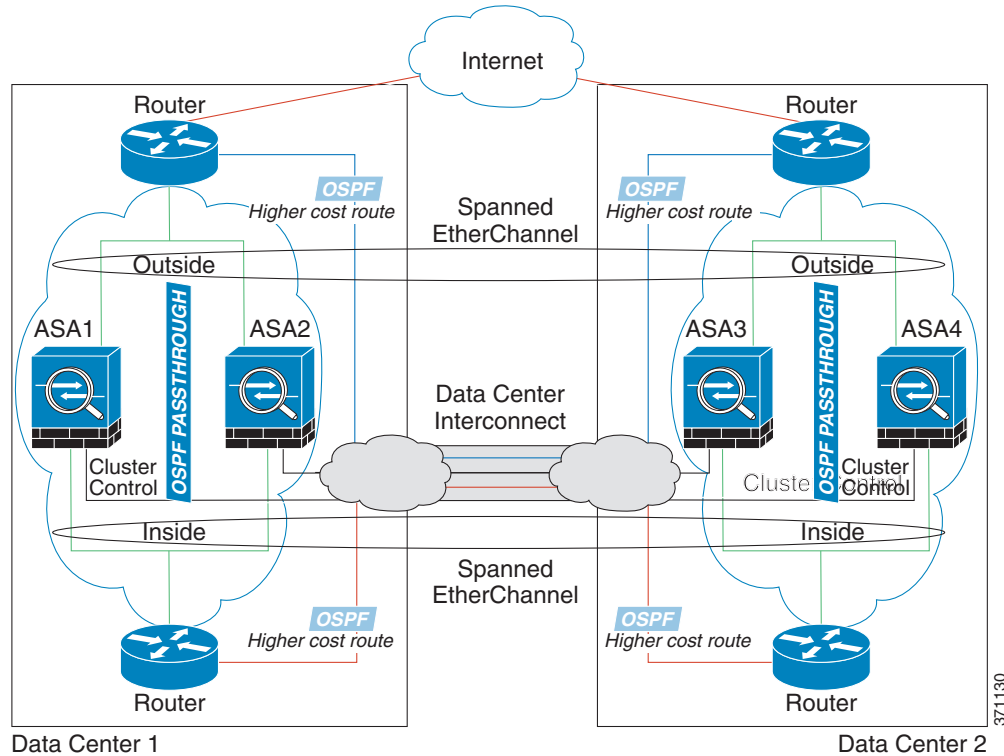 Internet
Router
Router
OSPF
Higher cost route
OSPF
Higher cost route
Spanned
EtherChannel
Outside
Outside
ASA1
ASA2
ASA3
ASA4
OSPF PASSTHROUGH
OSPF PASSTHROUGH
Data Center
Interconnect
Cluster
Control
Cluster Control
Cluster
Control
Inside
Inside
Spanned
EtherChannel
OSPF
Higher cost route
OSPF
Higher cost route
Router
Router
371130
Data Center 1
Data Center 2